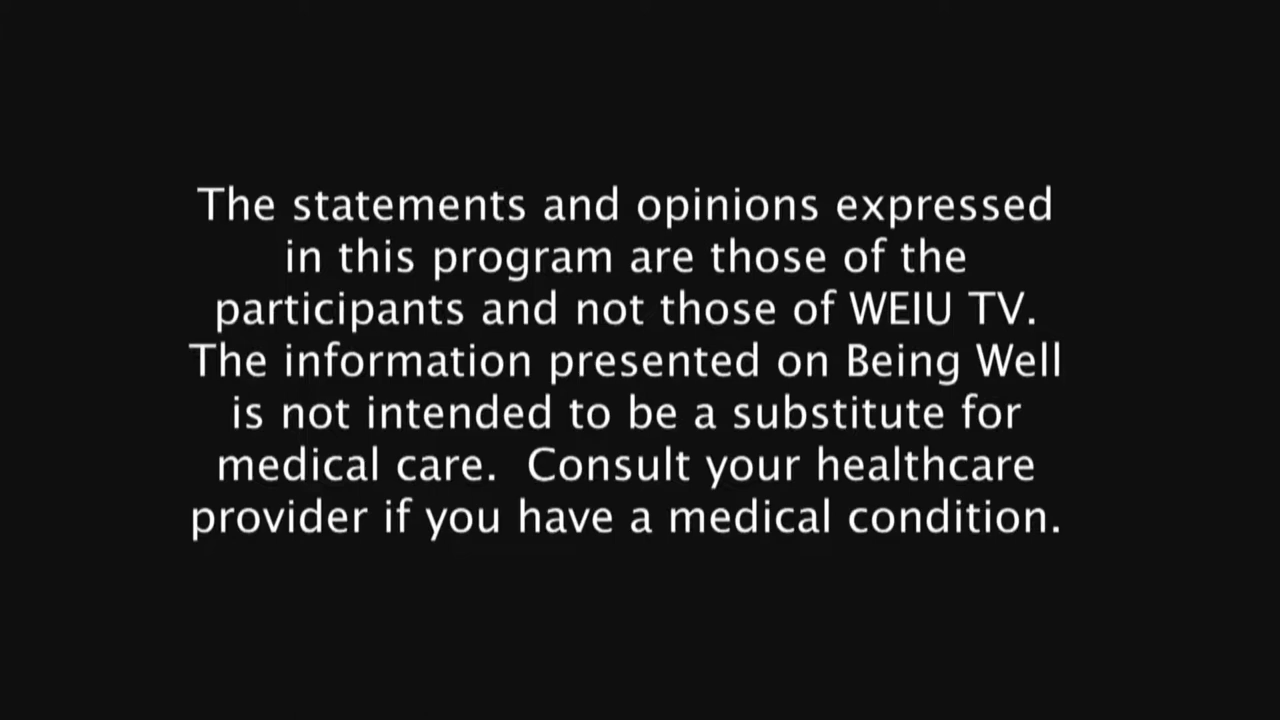 The statements and opinions expressed
in this program are those of the
participants and not those of WEIU TV.
The information presented on Being Well
is not intended to be a substitute for
medical care.  Consult your healthcare
provider if you have a medical condition.